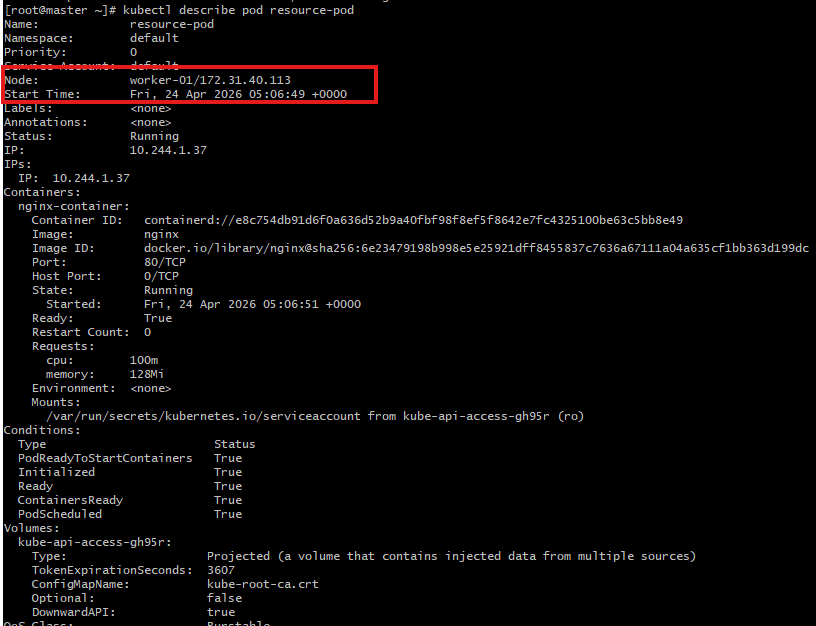 [root@master ~]# kubectl describe pod resource-pod
Name:             resource-pod
Namespace:        default
Priority:         0
Service Account:  default
Node:             worker-01/172.31.40.113
Start Time:       Fri, 24 Apr 2026 05:06:49 +0000
Labels:           <none>
Annotations:      <none>
Status:           Running
IP:               10.244.1.37
IPs:
  IP:  10.244.1.37
Containers:
  nginx-container:
    Container ID:   containerd://e8c754db91d6f0a636d52b9a40fbf98f8ef5f8642e7fc4325100be63c5bb8e49
    Image:          nginx
    Image ID:       docker.io/library/nginx@sha256:6e23479198b998e5e25921dff8455837c7636a67111a04a635cf1bb363d199dc
    Port:           80/TCP
    Host Port:      0/TCP
    State:          Running
      Started:      Fri, 24 Apr 2026 05:06:51 +0000
    Ready:          True
    Restart Count:  0
    Requests:
      cpu:        100m
      memory:     128Mi
    Environment:  <none>
    Mounts:
      /var/run/secrets/kubernetes.io/serviceaccount from kube-api-access-gh95r (ro)
Conditions:
  Type                        Status
  PodReadyToStartContainers   True
  Initialized                 True
  Ready                       True
  ContainersReady             True
  PodScheduled                True
Volumes:
  kube-api-access-gh95r:
    Type:                    Projected (a volume that contains injected data from multiple sources)
    TokenExpirationSeconds:  3607
    ConfigMapName:           kube-root-ca.crt
    Optional:                false
    DownwardAPI:             true
QoS Class:                   Burstable